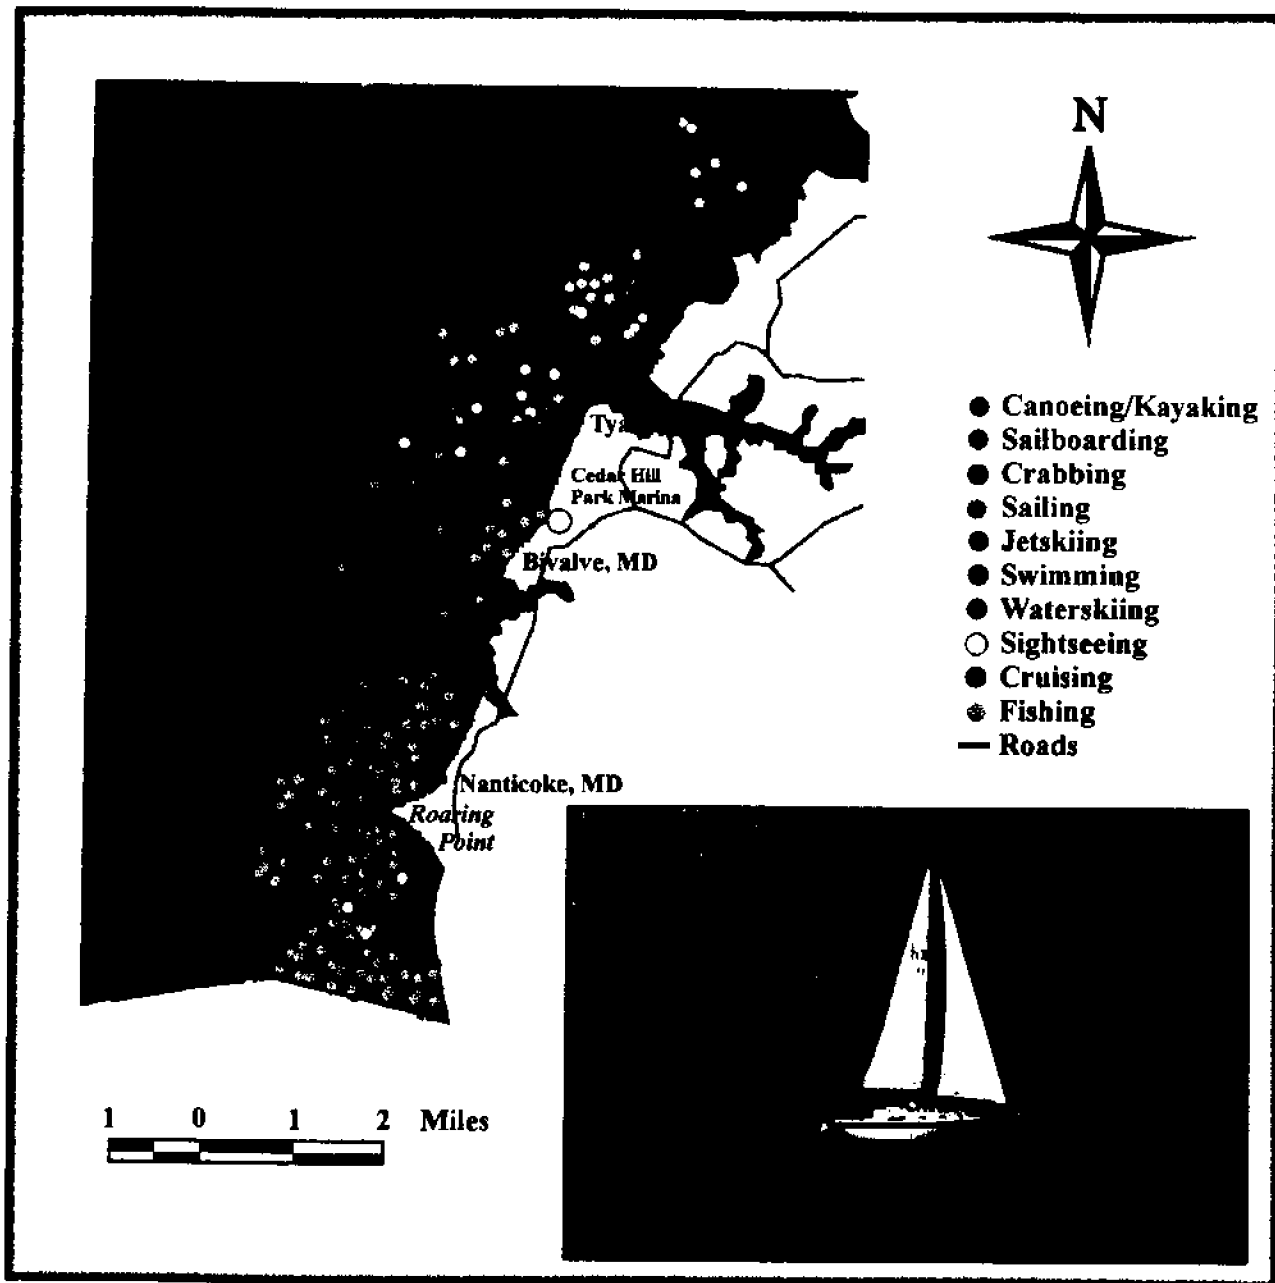 N
Canoeing/Kayaking
Sailboarding
Crabbing
Sailing
Jetskiing
Swimming
Waterskiing
Sightseeing
Cruising
Fishing
Roads
Cedar Hill
Park Marina
Bivalve, MD
Nanticoke, MD
Roaring
Point
1 0 1 2 Miles